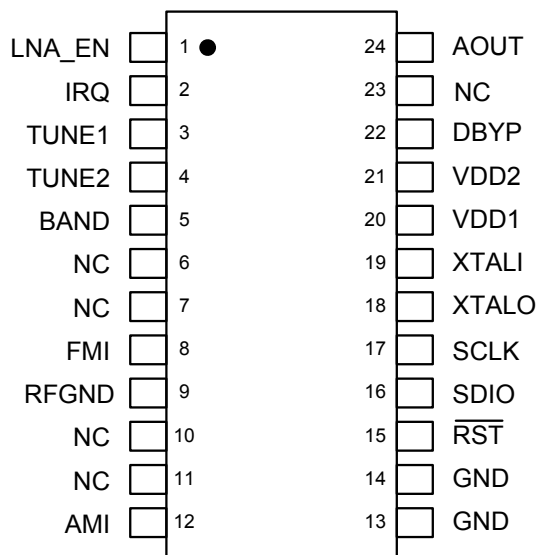 LNA_EN 1 24 AOUT
IRQ 2 23 NC
TUNE1 3 22 DBYP
TUNE2 4 21 VDD2
BAND 5 20 VDD1
NC 6 19 XTALI
NC 7 18 XTALO
FMI 8 17 SCLK
RFGND 9 16 SDIO
NC 10 15 RST
NC 11 14 GND
AMI 12 13 GND